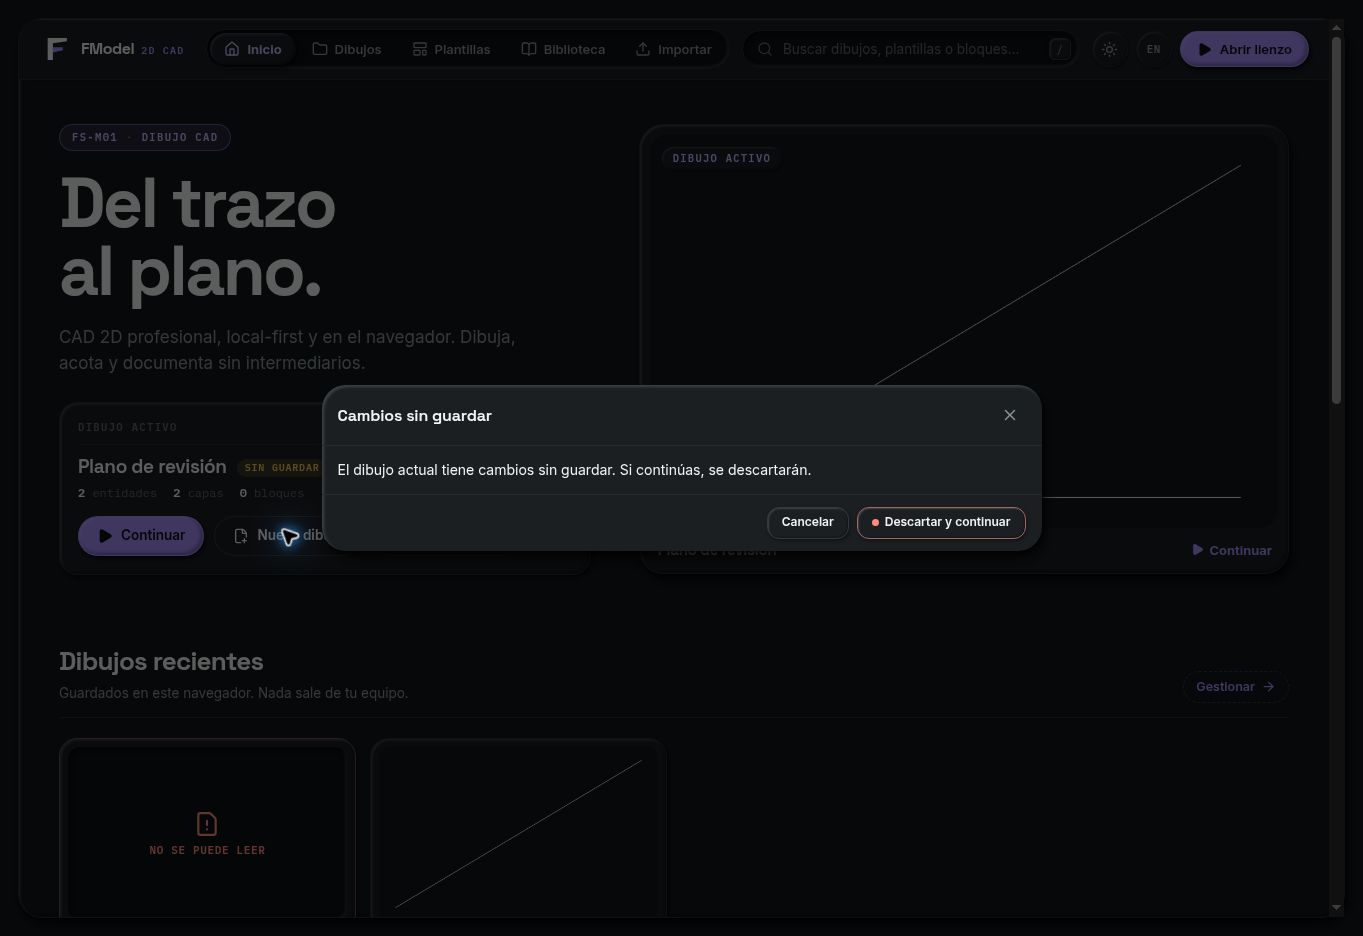 FModel 2D CAD
Inicio
Dibujos
Plantillas
Biblioteca
Importar
Buscar dibujos, plantillas o bloques...
/
EN
Abrir lienzo
FS-M01 · DIBUJO CAD
Del trazo
al plano.
CAD 2D profesional, local-first y en el navegador. Dibuja,
acota y documenta sin intermediarios.
DIBUJO ACTIVO
Plano de revisión
SIN GUARDAR
2 entidades 2 capas 0 bloques
Continuar
DIBUJO ACTIVO
Cambios sin guardar
El dibujo actual tiene cambios sin guardar. Si continúas, se descartarán.
Cancelar
Descartar y continuar
Plano de revisión
Continuar
Dibujos recientes
Guardados en este navegador. Nada sale de tu equipo.
Gestionar
NO SE PUEDE LEER